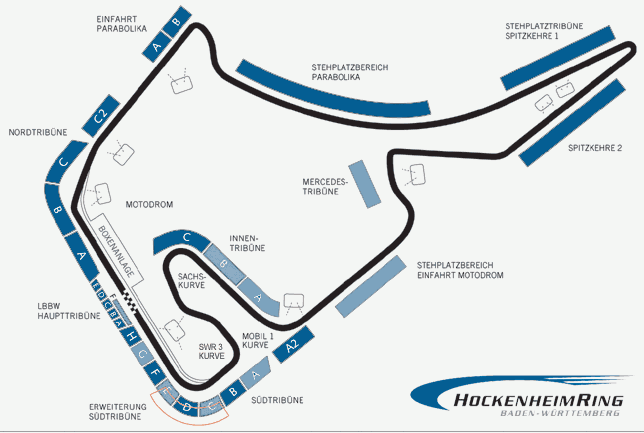 EINFAHRT
PARABOLIKA
A
B
STEHPLATZTRIBÜNE
SPITZKEHRE 1
STEHPLATZBEREICH
PARABOLIKA
C2
NORDTRIBÜNE
C
B
A
SPITZKEHRE 2
MERCEDES-
TRIBÜNE
MOTODROM
BOXENANLAGE
C
B
A
INNEN-
TRIBÜNE
SACHS-
KURVE
STEHPLATZBEREICH
EINFAHRT MOTODROM
LBBW
HAUPTTRIBÜNE
E
D
C
B
A
F
H
G
F
E
D
C
B
A
A2
SWR 3
KURVE
MOBIL 1
KURVE
SÜDTRIBÜNE
ERWEITERUNG
SÜDTRIBÜNE
HOCKENHEIMRING
BADEN-WÜRTTEMBERG